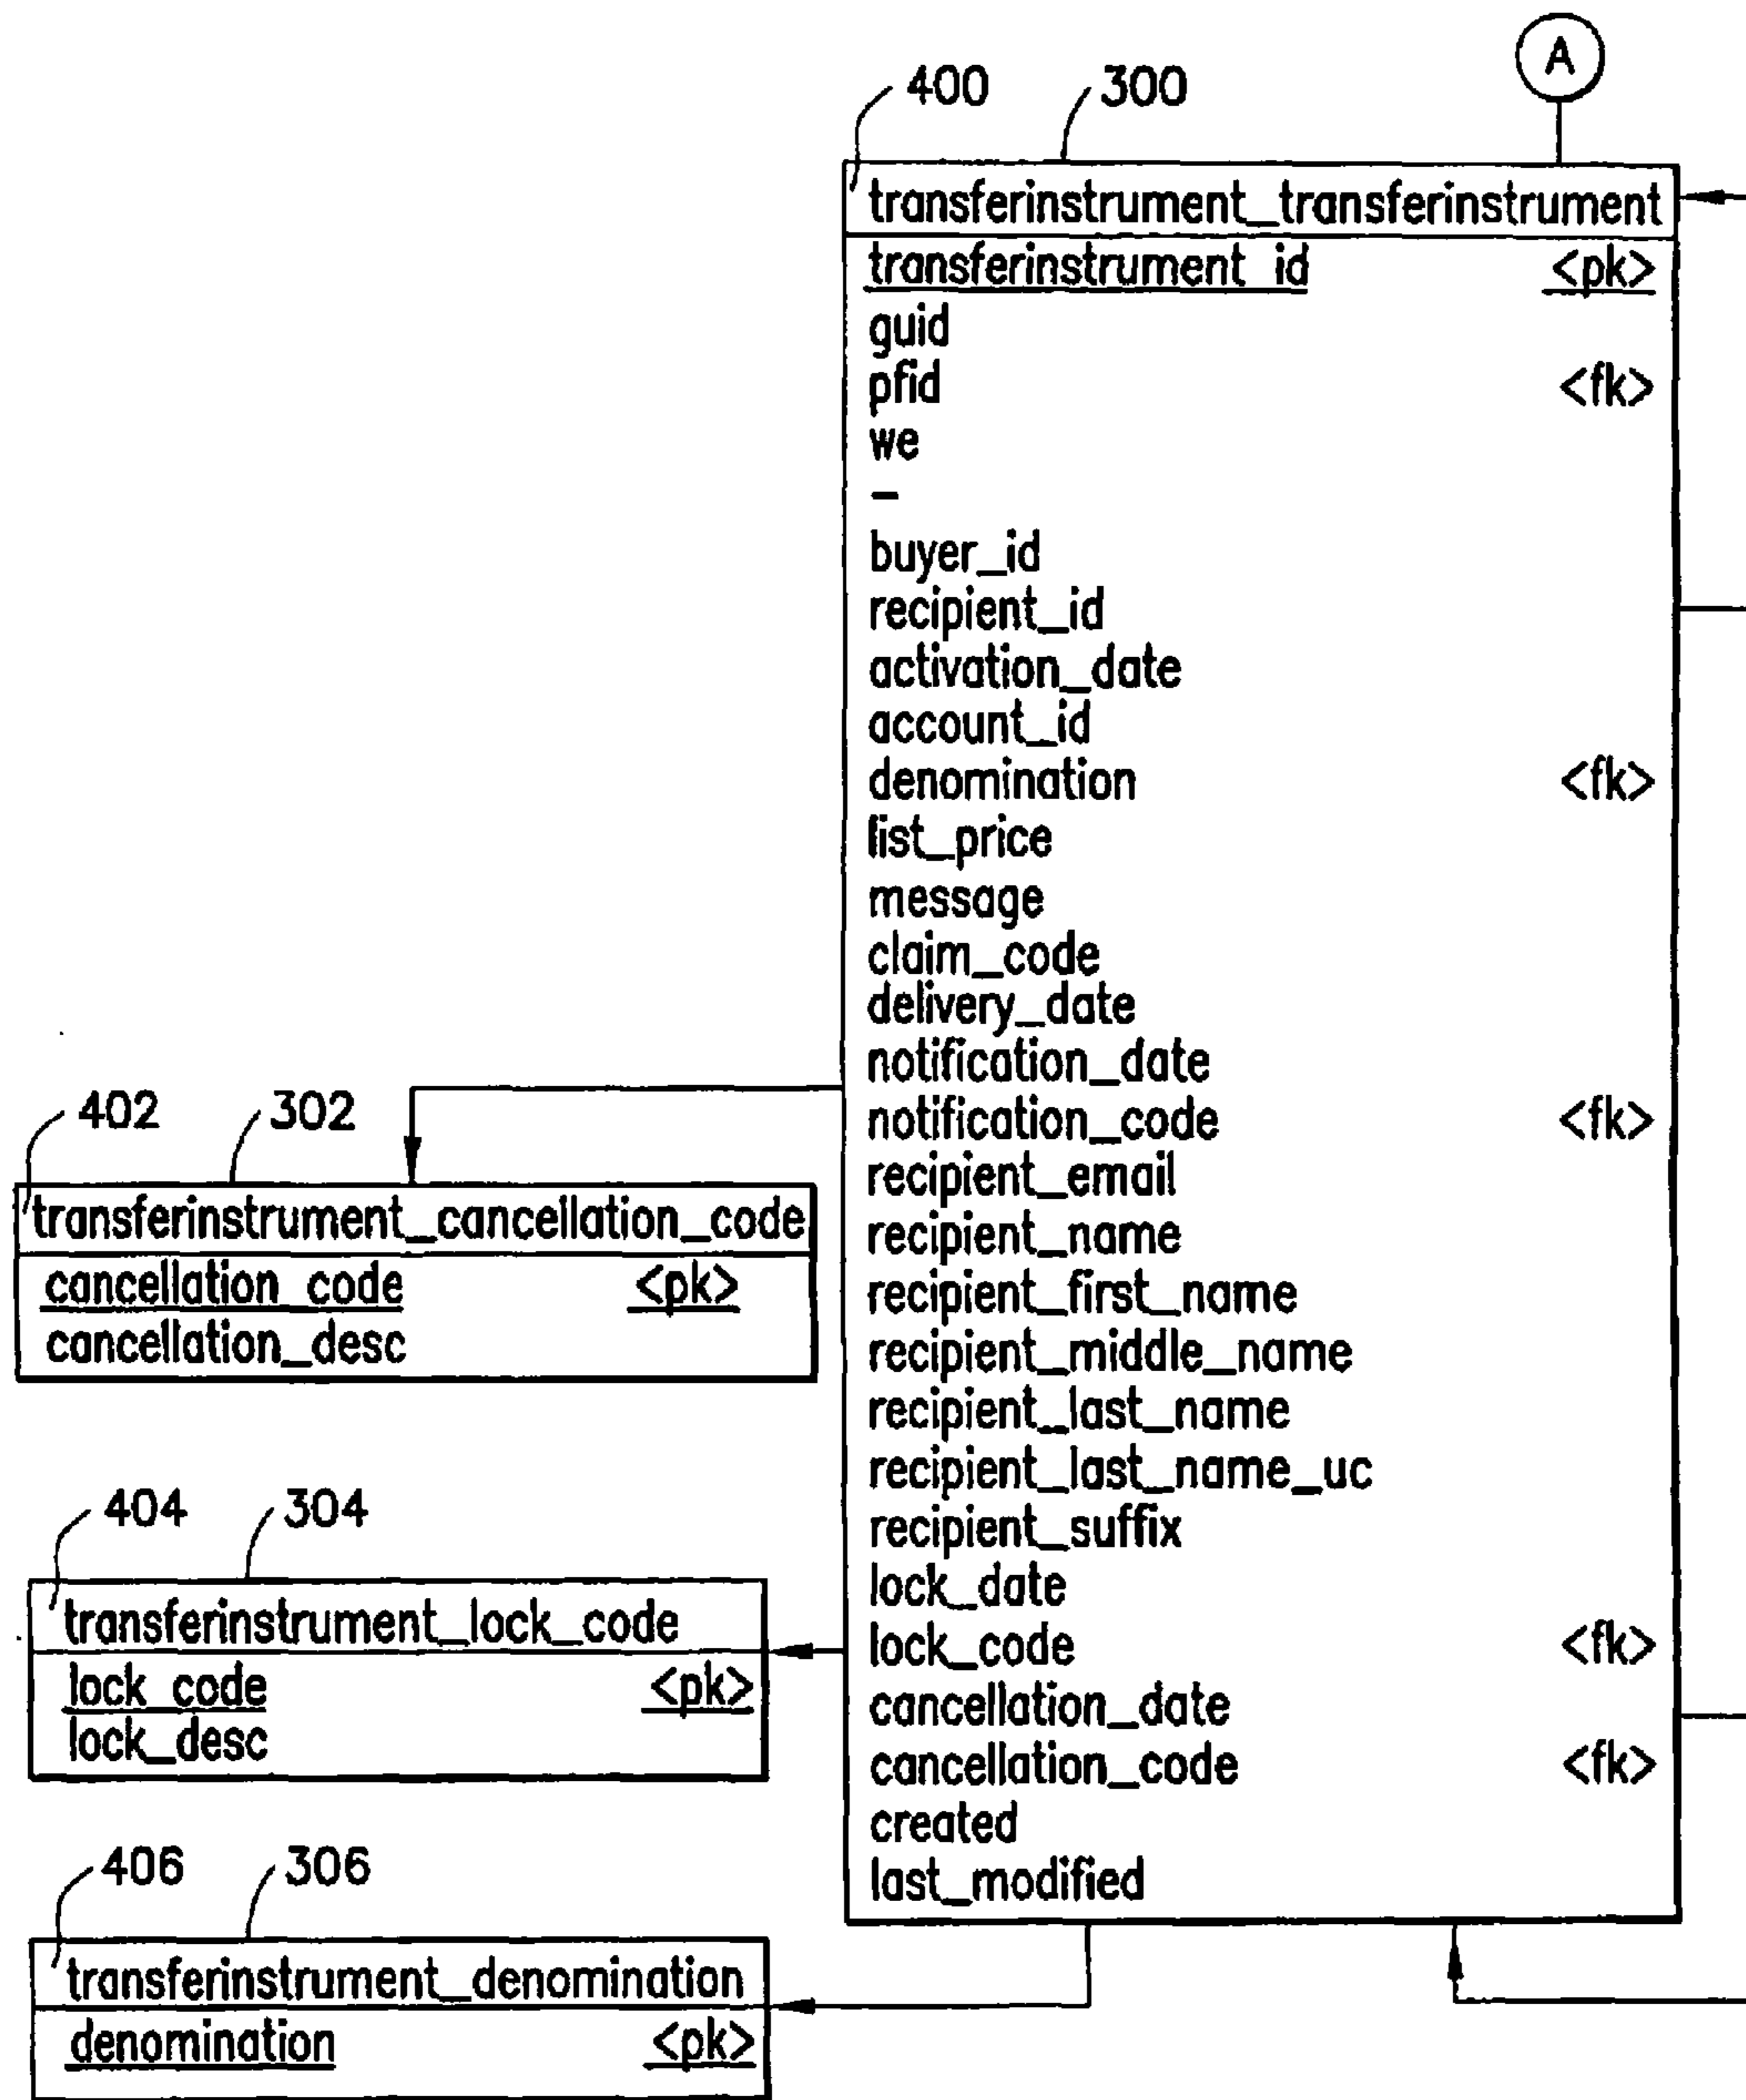 A
400 300
transferinstrument_transferinstrument
transferinstrument_id <pk>
guid
pfid <fk>
we
–
buyer_id
recipient_id
activation_date
account_id
denomination <fk>
list_price
message
claim_code
delivery_date
notification_date
notification_code <fk>
recipient_email
recipient_name
recipient_first_name
recipient_middle_name
recipient_last_name
recipient_last_name_uc
recipient_suffix
lock_date
lock_code <fk>
cancellation_date
cancellation_code <fk>
created
last_modified
402 302
transferinstrument_cancellation_code
cancellation_code <pk>
cancellation_desc
404 304
transferinstrument_lock_code
lock_code <pk>
lock_desc
406 306
transferinstrument_denomination
denomination <pk>